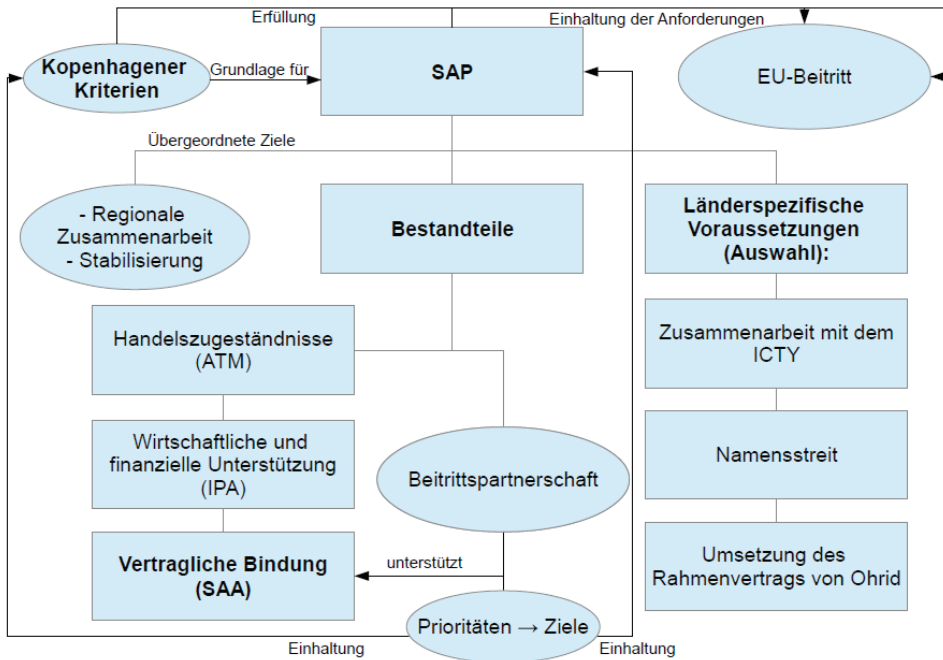 Erfüllung
Einhaltung der Anforderungen
Kopenhagener
Kriterien
Grundlage für
SAP
EU-Beitritt
Übergeordnete Ziele
- Regionale
Zusammenarbeit
- Stabilisierung
Bestandteile
Länderspezifische
Voraussetzungen
(Auswahl):
Handelszugeständnisse
(ATM)
Zusammenarbeit mit dem
ICTY
Wirtschaftliche und
finanzielle Unterstützung
(IPA)
Beitrittspartnerschaft
Namensstreit
Vertragliche Bindung
(SAA)
unterstützt
Umsetzung des
Rahmenvertrags von Ohrid
Prioritäten → Ziele
Einhaltung
Einhaltung